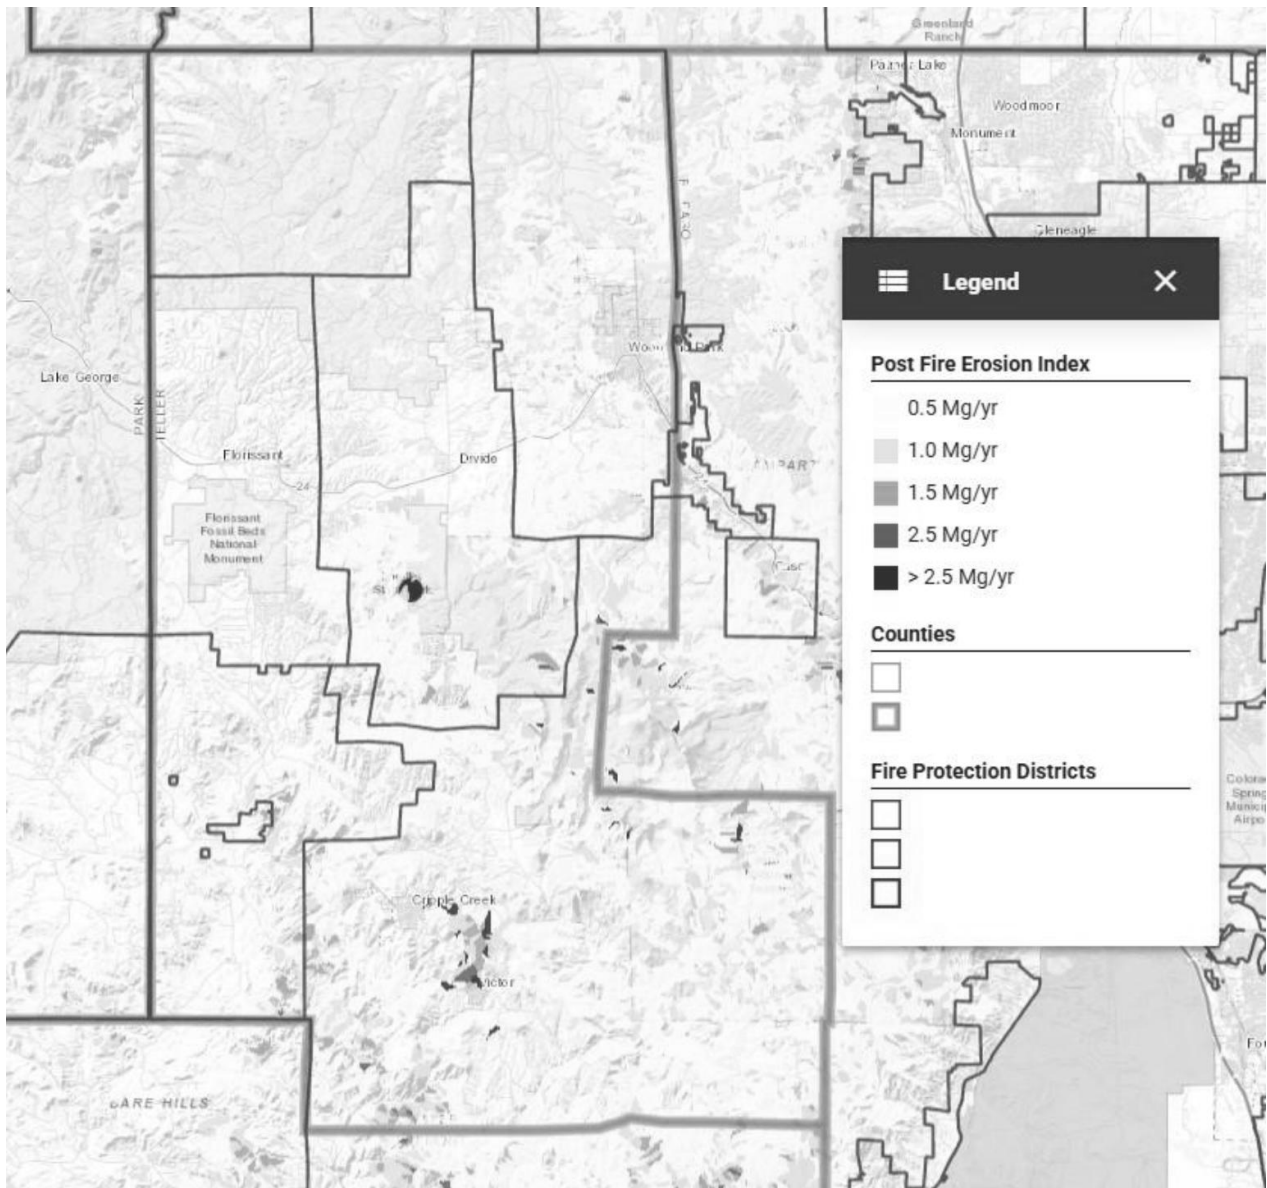 Greenland
Ranch
Lake
Woodmoor
Monument
Gleneagle
Legend
Post Fire Erosion Index
0.5 Mg/yr
1.0 Mg/yr
1.5 Mg/yr
2.5 Mg/yr
> 2.5 Mg/yr
Counties
Fire Protection Districts
Lake George
PARK
TELLER
Florissant
24
Divide
Florissant
Fossil Beds
National
Monument
Cripple Creek
Victor
HILLS